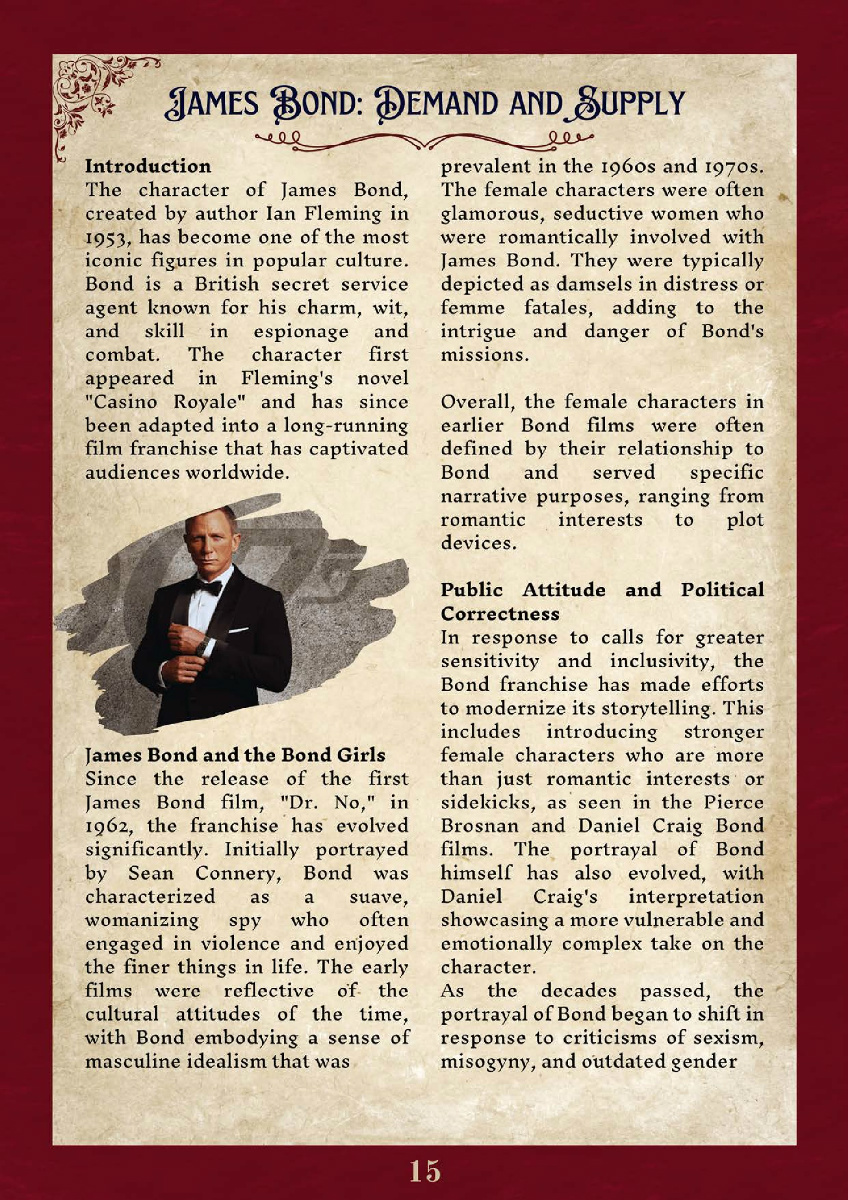 James Bond: Demand and Supply
Introduction
The character of James Bond,
created by author Ian Fleming in
1953, has become one of the most
iconic figures in popular culture.
Bond is a British secret service
agent known for his charm, wit,
and skill in espionage and
combat. The character first
appeared in Fleming's novel
"Casino Royale" and has since
been adapted into a long-running
film franchise that has captivated
audiences worldwide.
007
James Bond and the Bond Girls
Since the release of the first
James Bond film, "Dr. No," in
1962, the franchise has evolved
significantly. Initially portrayed
by Sean Connery, Bond was
characterized as a suave,
womanizing spy who often
engaged in violence and enjoyed
the finer things in life. The early
films were reflective of the
cultural attitudes of the time,
with Bond embodying a sense of
masculine idealism that was
prevalent in the 1960s and 1970s.
The female characters were often
glamorous, seductive women who
were romantically involved with
James Bond. They were typically
depicted as damsels in distress or
femme fatales, adding to the
intrigue and danger of Bond's
missions.
Overall, the female characters in
earlier Bond films were often
defined by their relationship to
Bond and served specific
narrative purposes, ranging from
romantic interests to plot
devices.
Public Attitude and Political
Correctness
In response to calls for greater
sensitivity and inclusivity, the
Bond franchise has made efforts
to modernize its storytelling. This
includes introducing stronger
female characters who are more
than just romantic interests or
sidekicks, as seen in the Pierce
Brosnan and Daniel Craig Bond
films. The portrayal of Bond
himself has also evolved, with
Daniel Craig's interpretation
showcasing a more vulnerable and
emotionally complex take on the
character.
As the decades passed, the
portrayal of Bond began to shift in
response to criticisms of sexism,
misogyny, and outdated gender
15